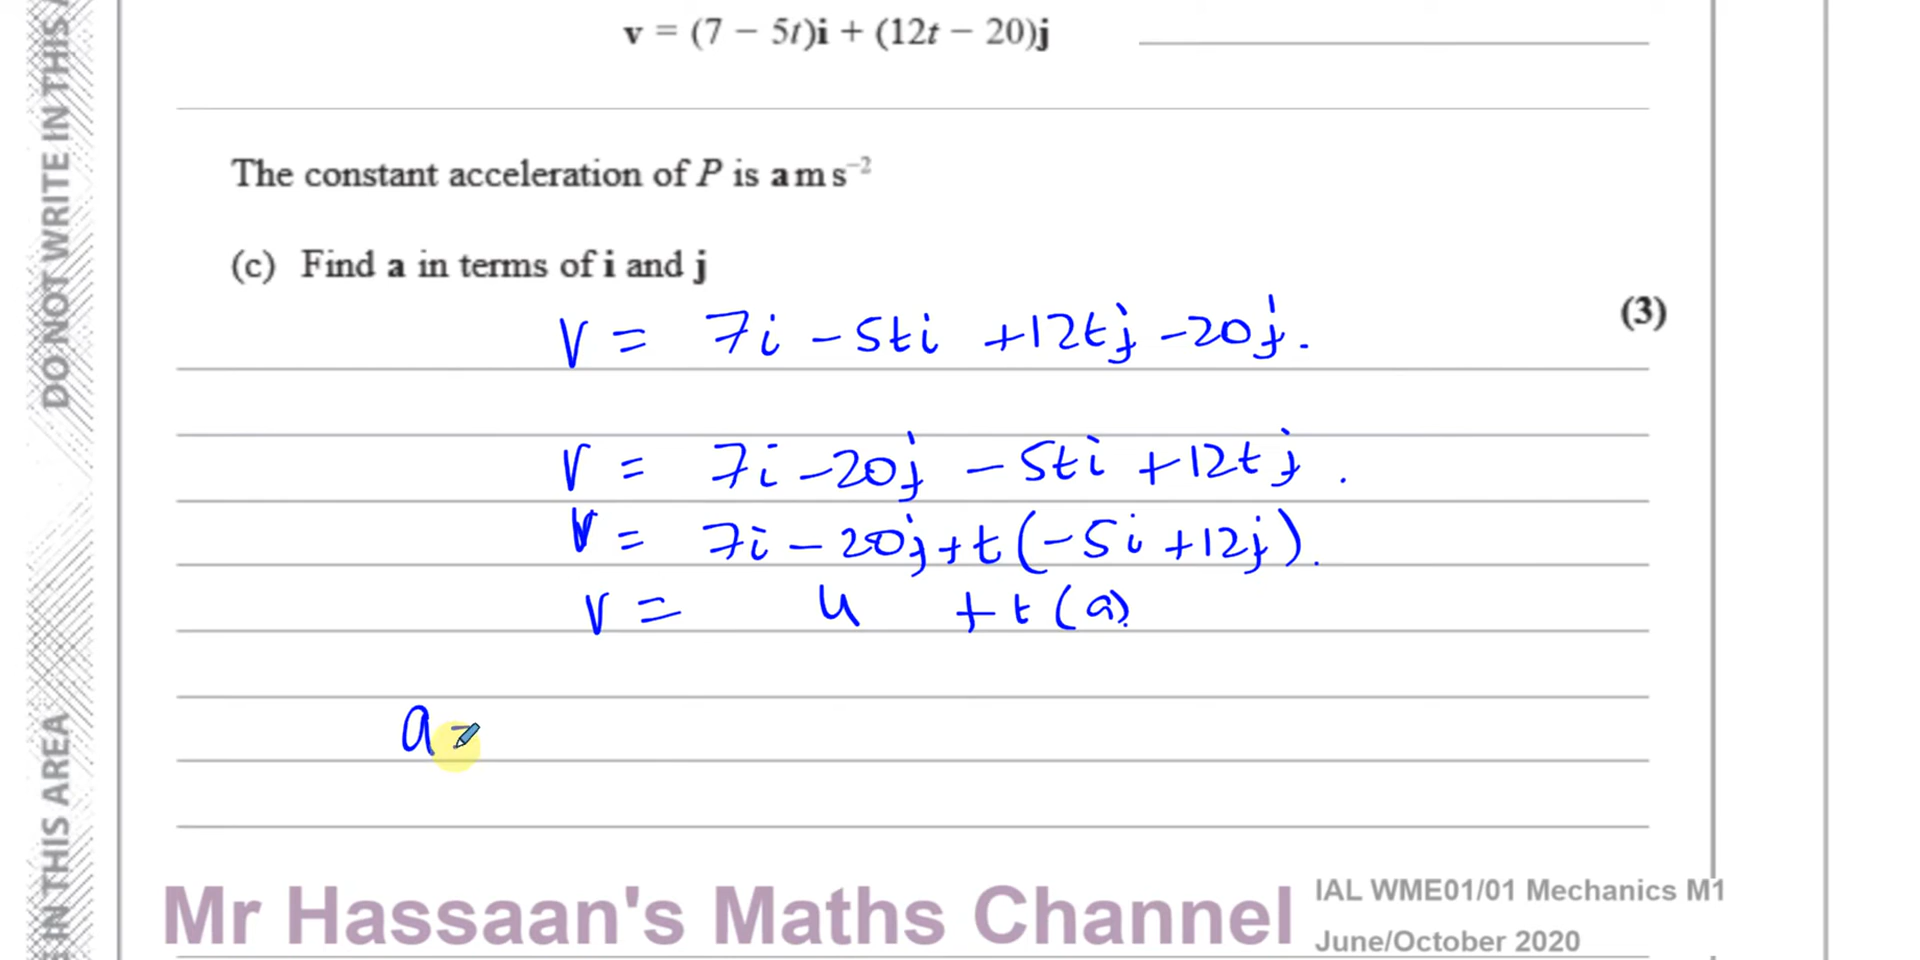 v = (7 − 5t)i + (12t − 20)j
The constant acceleration of P is a m s⁻²
(c) Find a in terms of i and j
(3)
V = 7i - 5ti + 12tj - 20j.
V = 7i - 20j - 5ti + 12tj.
V = 7i - 20j + t(-5i + 12j).
V = u + t(a).
a =
DO NOT WRITE IN THIS
IN THIS AREA
Mr Hassaan's Maths Channel
IAL WME01/01 Mechanics M1
June/October 2020